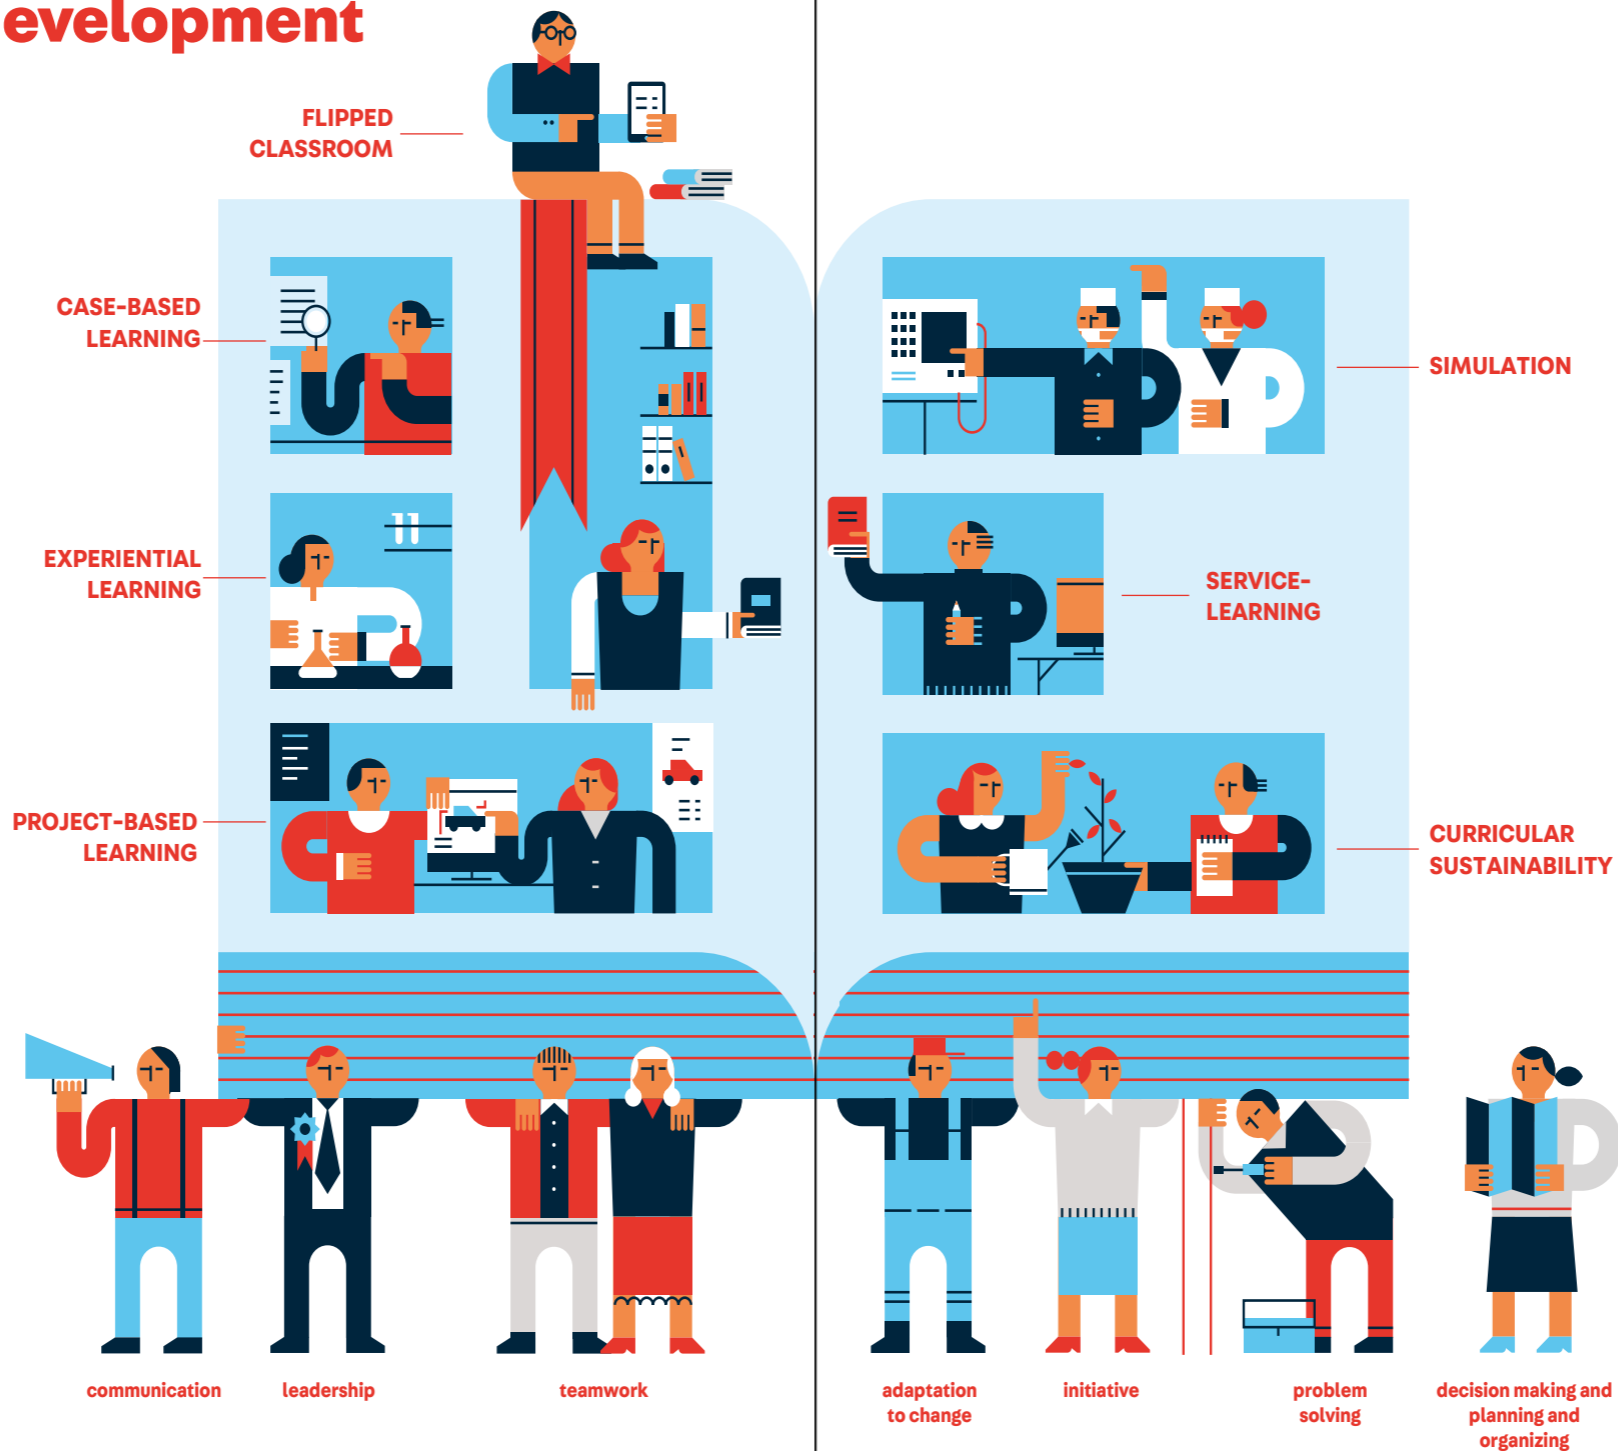 evelopment
FLIPPED
CLASSROOM
CASE-BASED
LEARNING
SIMULATION
EXPERIENTIAL
LEARNING
SERVICE-
LEARNING
PROJECT-BASED
LEARNING
CURRICULAR
SUSTAINABILITY
communication
leadership
teamwork
adaptation
to change
initiative
problem
solving
decision making and
planning and
organizing